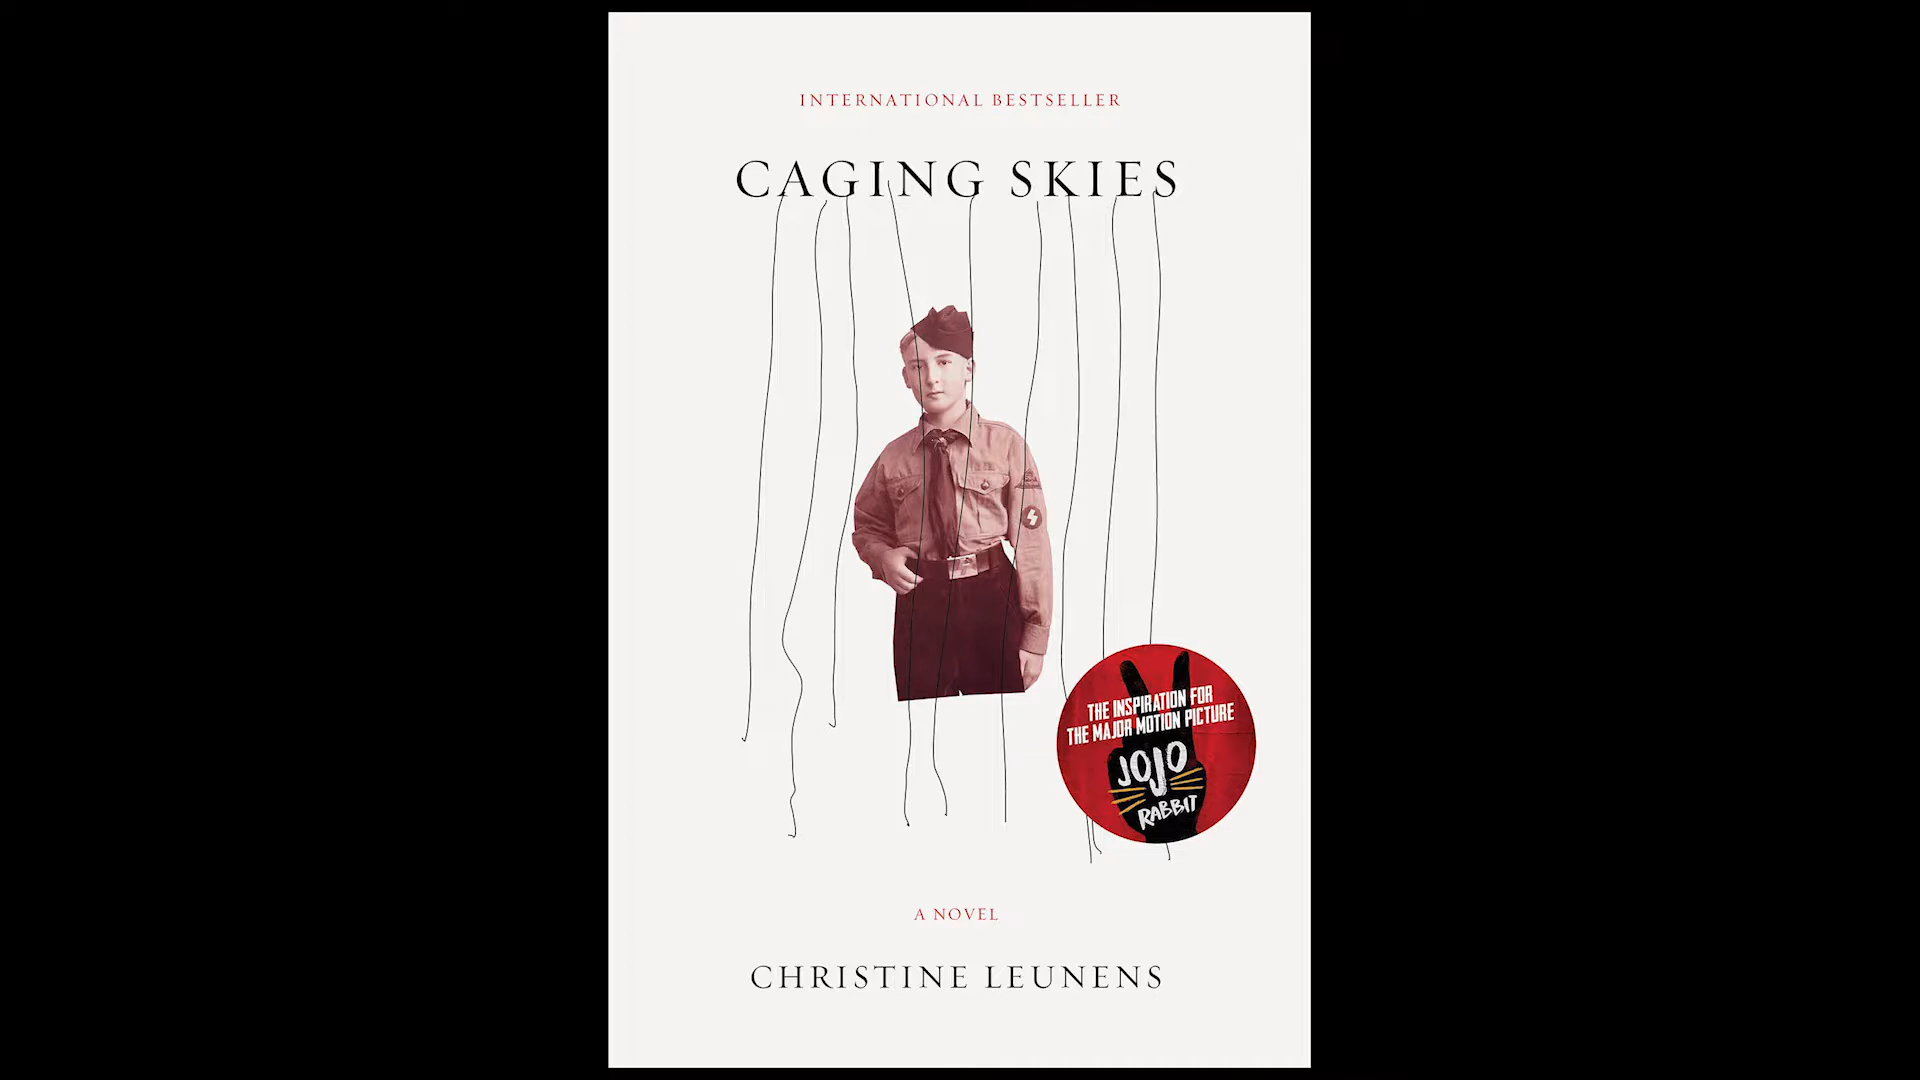 INTERNATIONAL BESTSELLER
CAGING SKIES
THE INSPIRATION FOR
THE MAJOR MOTION PICTURE
JOJO
RABBIT
A NOVEL
CHRISTINE LEUNENS